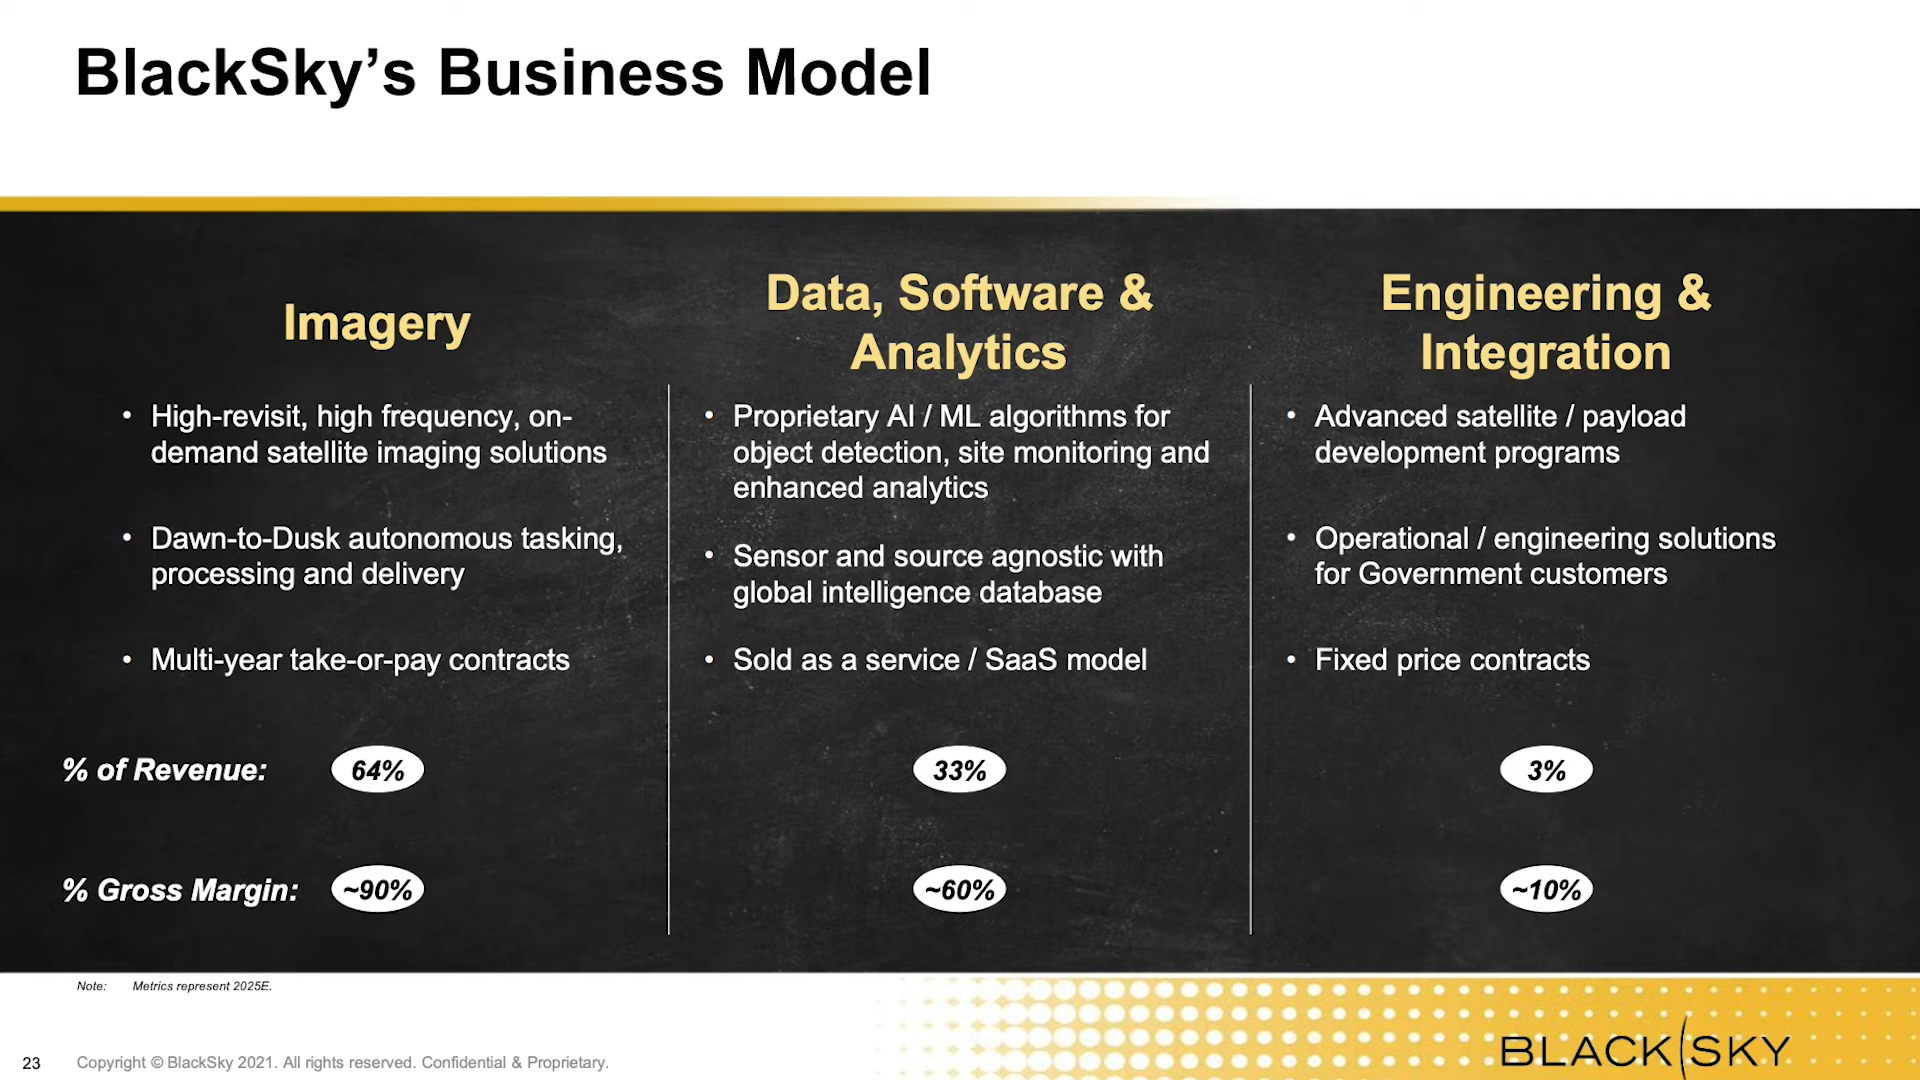 BlackSky’s Business Model
Imagery
• High-revisit, high frequency, on-
demand satellite imaging solutions
• Dawn-to-Dusk autonomous tasking,
processing and delivery
• Multi-year take-or-pay contracts
Data, Software &
Analytics
• Proprietary AI / ML algorithms for
object detection, site monitoring and
enhanced analytics
• Sensor and source agnostic with
global intelligence database
• Sold as a service / SaaS model
Engineering &
Integration
• Advanced satellite / payload
development programs
• Operational / engineering solutions
for Government customers
• Fixed price contracts
% of Revenue: 64% 33% 3%
% Gross Margin: ~90% ~60% ~10%
Note: Metrics represent 2025E.
23 Copyright © BlackSky 2021. All rights reserved. Confidential & Proprietary.
BLACK(SKY